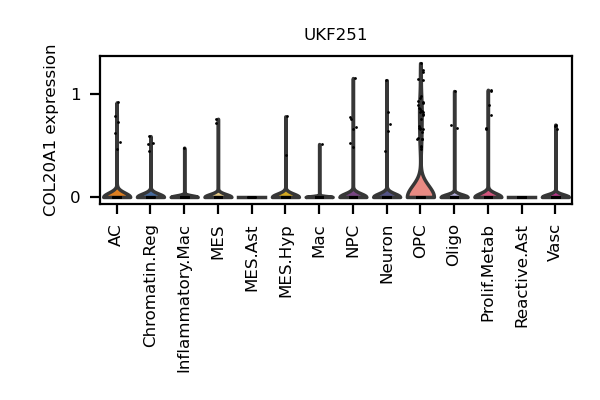 UKF251
COL20A1 expression
1
0
AC
Chromatin.Reg
Inflammatory.Mac
MES
MES.Ast
MES.Hyp
Mac
NPC
Neuron
OPC
Oligo
Prolif.Metab
Reactive.Ast
Vasc